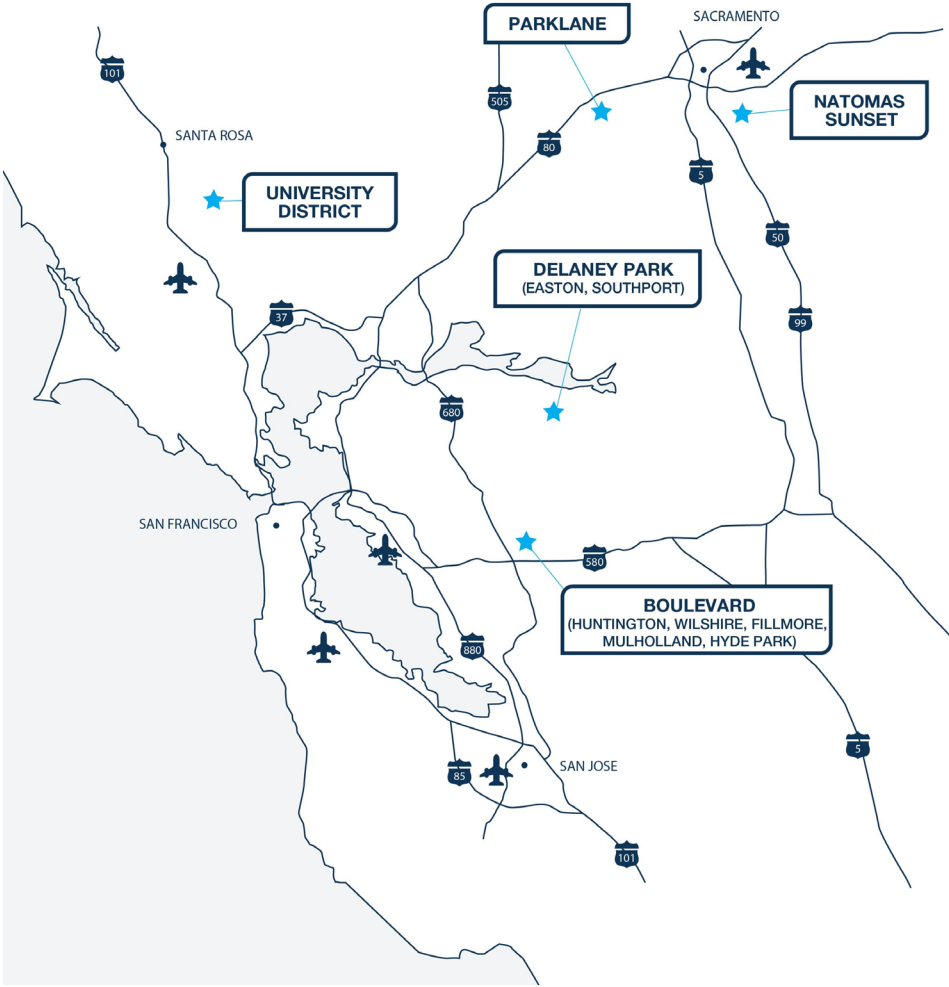 PARKLANE
SACRAMENTO
101
505
NATOMAS
SUNSET
SANTA ROSA
80
5
UNIVERSITY
DISTRICT
50
DELANEY PARK
(EASTON, SOUTHPORT)
37
99
680
SAN FRANCISCO
580
BOULEVARD
(HUNTINGTON, WILSHIRE, FILLMORE,
MULHOLLAND, HYDE PARK)
880
5
85
SAN JOSE
101